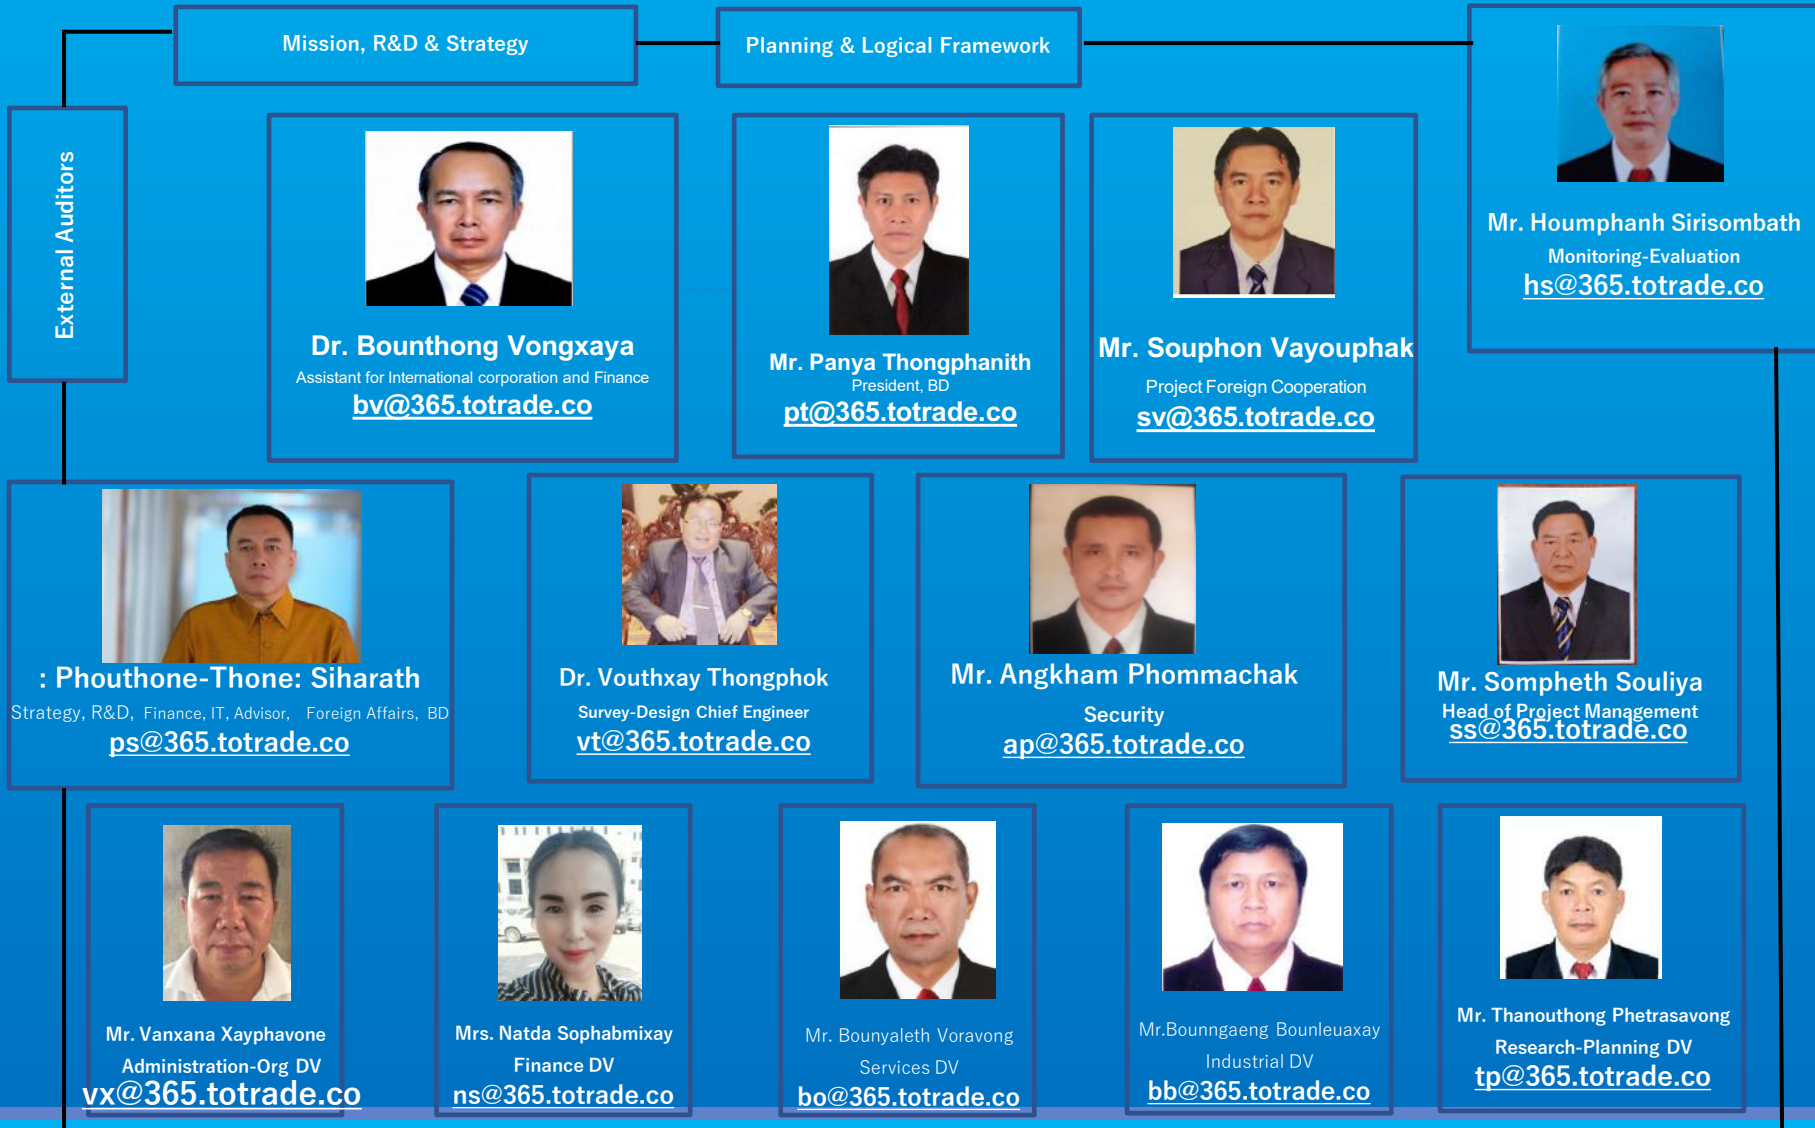 Mission, R&D & Strategy
Planning & Logical Framework
External Auditors
Mr. Houmphanh Sirisombath
Monitoring-Evaluation
hs@365.totrade.co
Dr. Bounthong Vongxaya
Assistant for International corporation and Finance
bv@365.totrade.co
Mr. Panya Thongphanith
President, BD
pt@365.totrade.co
Mr. Souphon Vayouphak
Project Foreign Cooperation
sv@365.totrade.co
: Phouthone-Thone: Siharath
Strategy, R&D, Finance, IT, Advisor, Foreign Affairs, BD
ps@365.totrade.co
Dr. Vouthxay Thongphok
Survey-Design Chief Engineer
vt@365.totrade.co
Mr. Angkham Phommachak
Security
ap@365.totrade.co
Mr. Sompheth Souliya
Head of Project Management
ss@365.totrade.co
Mr. Vanxana Xayphavone
Administration-Org DV
vx@365.totrade.co
Mrs. Natda Sophabmixay
Finance DV
ns@365.totrade.co
Mr. Bounyaleth Voravong
Services DV
bo@365.totrade.co
Mr.Bounngaeng Bounleuaxay
Industrial DV
bb@365.totrade.co
Mr. Thanouthong Phetrasavong
Research-Planning DV
tp@365.totrade.co